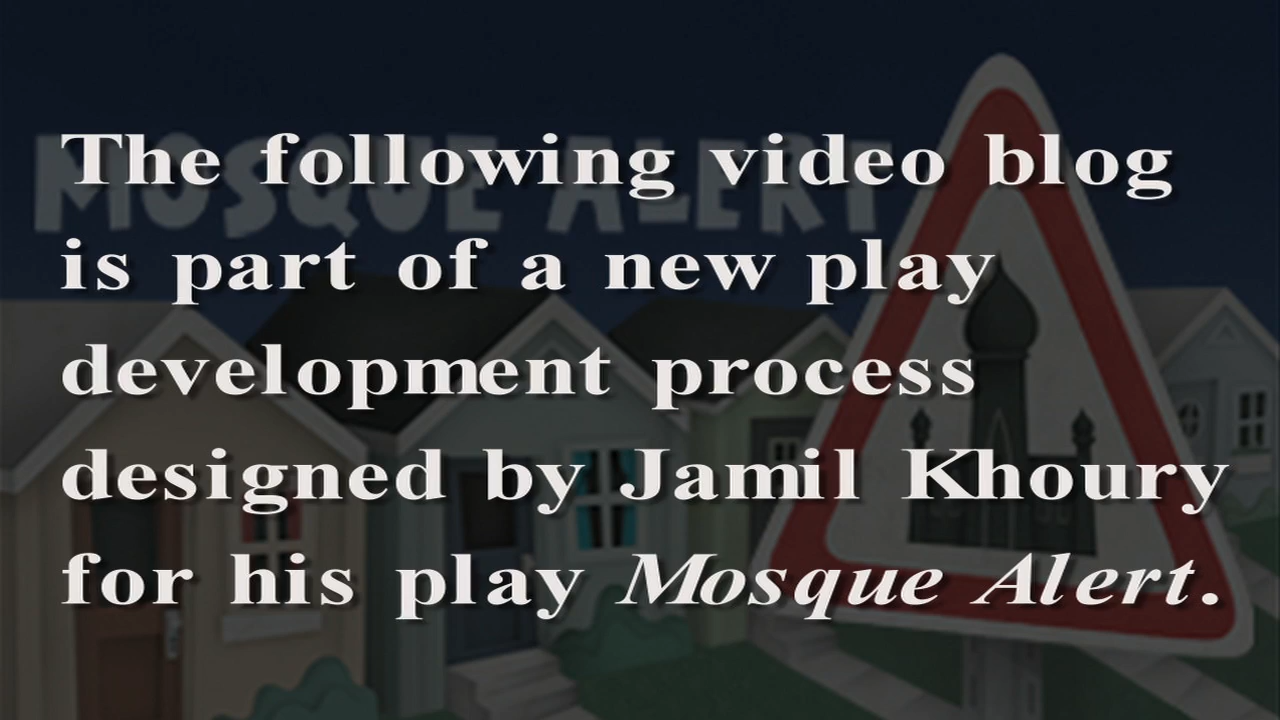 MOSQUE ALERT
The following video blog
is part of a new play
development process
designed by Jamil Khoury
for his play Mosque Alert.